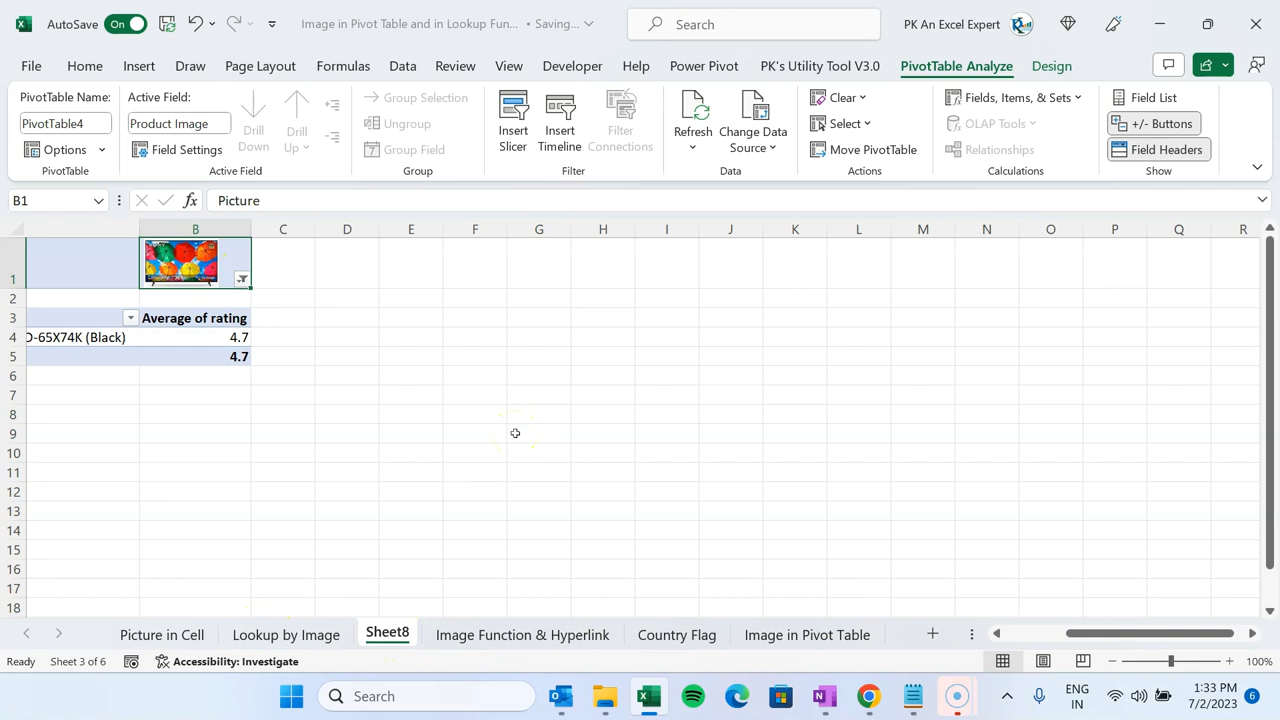 AutoSave On Image in Pivot Table and in Lookup Fun... • Saving... Search PK An Excel Expert
File Home Insert Draw Page Layout Formulas Data Review View Developer Help Power Pivot PK's Utility Tool V3.0 PivotTable Analyze Design
PivotTable Name:
PivotTable4
Options
PivotTable
Active Field:
Product Image
Field Settings
Drill Down
Drill Up
Active Field
Group Selection
Ungroup
Group Field
Group
Insert Slicer
Insert Timeline
Filter Connections
Filter
Refresh
Change Data Source
Data
Clear
Select
Move PivotTable
Actions
Fields, Items, & Sets
OLAP Tools
Relationships
Calculations
Field List
+/- Buttons
Field Headers
Show
B1 fx Picture
B C D E F G H I J K L M N O P Q R
1
2
3 Average of rating
4 D-65X74K (Black) 4.7
5 4.7
6
7
8
9
10
11
12
13
14
15
16
17
18
Picture in Cell Lookup by Image Sheet8 Image Function & Hyperlink Country Flag Image in Pivot Table
Ready Sheet 3 of 6 Accessibility: Investigate 100%
Search ENG IN 1:33 PM 7/2/2023 6